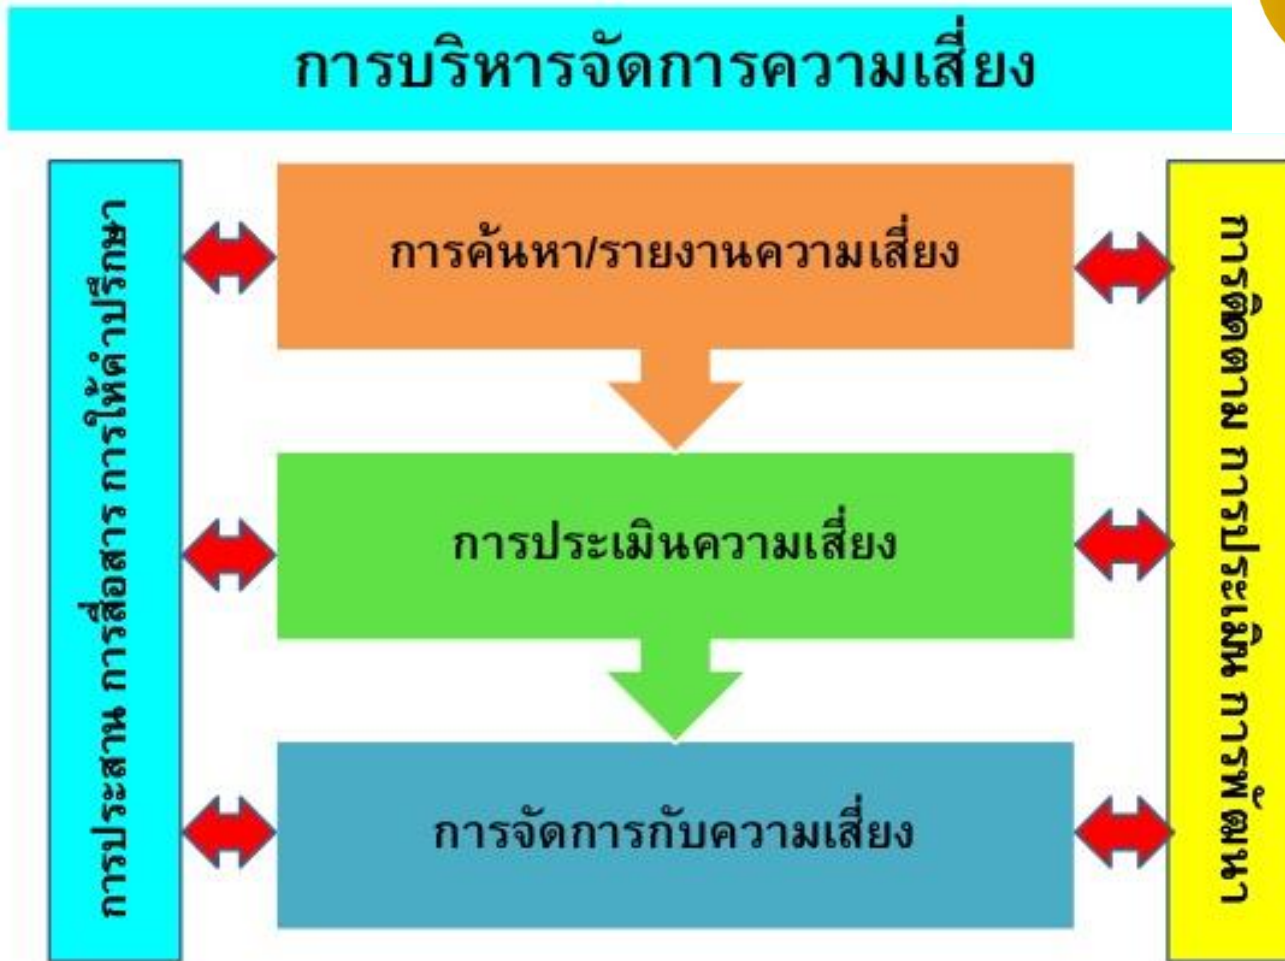 การบริหารจัดการความเสี่ยง
การประสาน การสื่อสาร การให้คำปรึกษา
การค้นหา/รายงานความเสี่ยง
การประเมินความเสี่ยง
การจัดการกับความเสี่ยง
การติดตาม การประเมิน การพัฒนา